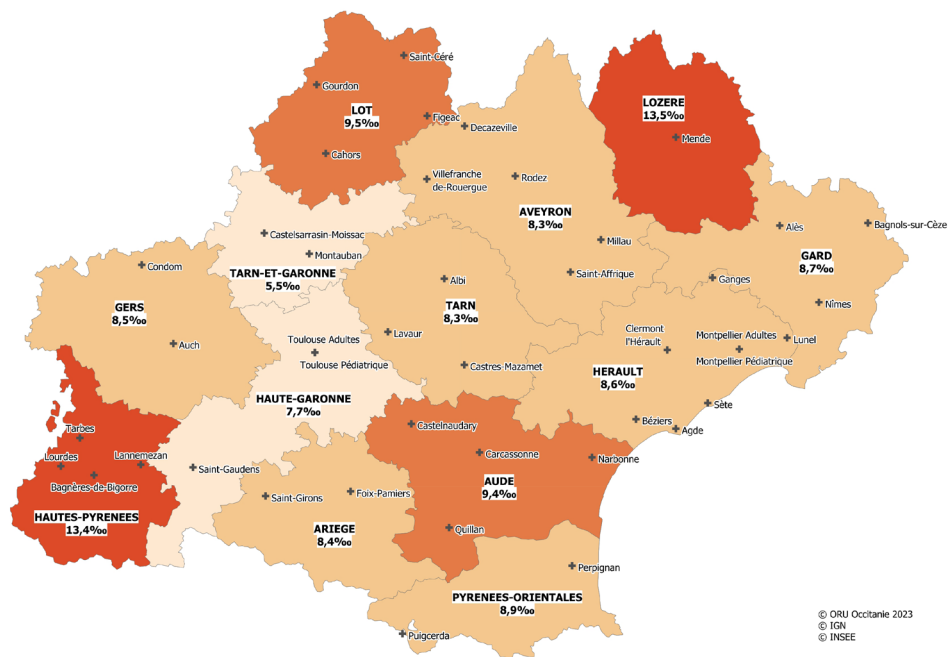 Saint-Céré
Gourdon
LOT
9,5‰
Figeac
Cahors
LOZERE
13,5‰
Mende
Decazeville
Villefranche
de-Rouergue
Rodez
AVEYRON
8,3‰
Millau
Saint-Affrique
Alès
Bagnols-sur-Cèze
GARD
8,7‰
Ganges
Nîmes
Castelsarrasin-Moissac
Montauban
TARN-ET-GARONNE
5,5‰
Condom
GERS
8,5‰
Auch
Albi
TARN
8,3‰
Lavaur
Castres-Mazamet
Toulouse Adultes
Toulouse Pédiatrique
HAUTE-GARONNE
7,7‰
Saint-Gaudens
Clermont
l'Hérault
Montpellier Adultes
Montpellier Pédiatrique
Lunel
HERAULT
8,6‰
Sète
Béziers
Agde
Tarbes
Lourdes
Lannemezan
Bagnères-de-Bigorre
HAUTES-PYRENEES
13,4‰
Castelnaudary
Carcassonne
Narbonne
AUDE
9,4‰
Quillan
Saint-Girons
Foix-Pamiers
ARIEGE
8,4‰
Perpignan
PYRENEES-ORIENTALES
8,9‰
Puigcerda
© ORU Occitanie 2023
© IGN
© INSEE